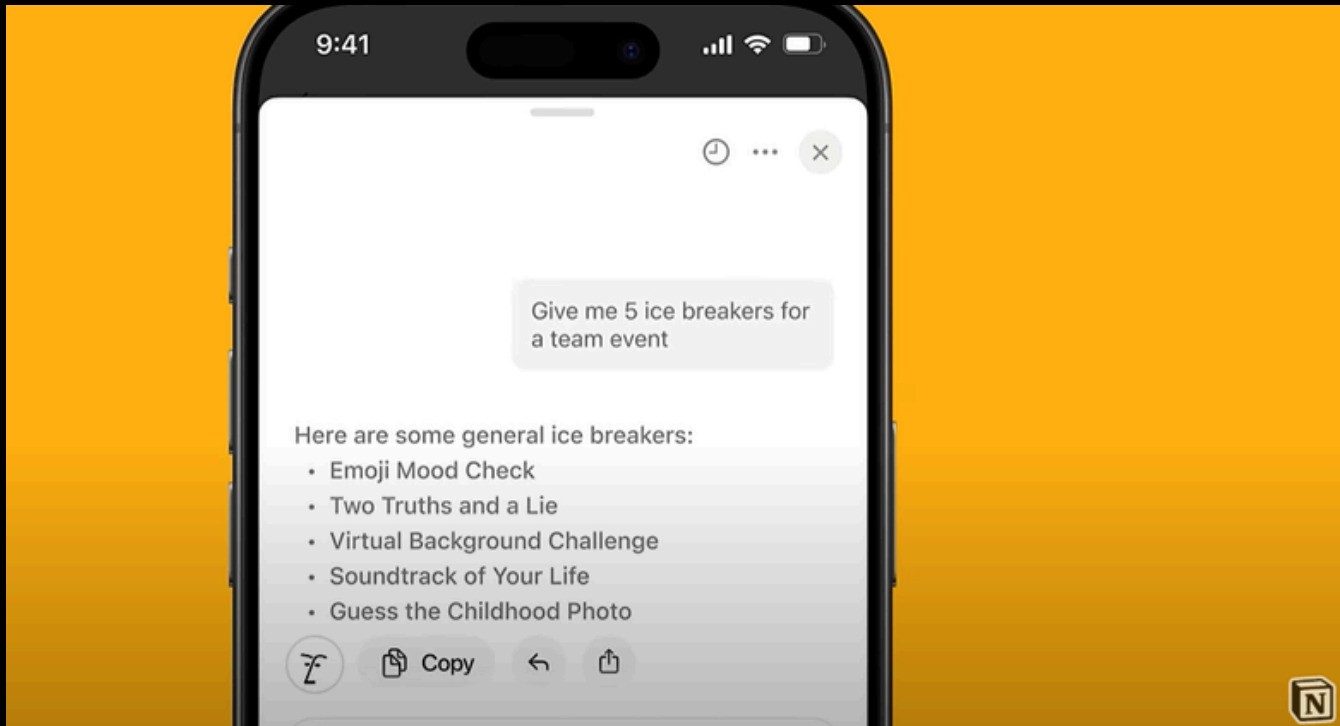 9:41
Give me 5 ice breakers for
a team event
Here are some general ice breakers:
• Emoji Mood Check
• Two Truths and a Lie
• Virtual Background Challenge
• Soundtrack of Your Life
• Guess the Childhood Photo
Copy
N